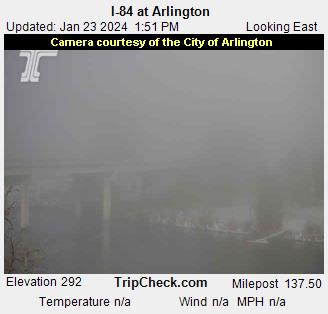 I-84 at Arlington
Updated: Jan 23 2024 1:51 PM Looking East
Camera courtesy of the City of Arlington
Elevation 292 TripCheck.com Milepost 137.50
Temperature n/a Wind n/a MPH n/a